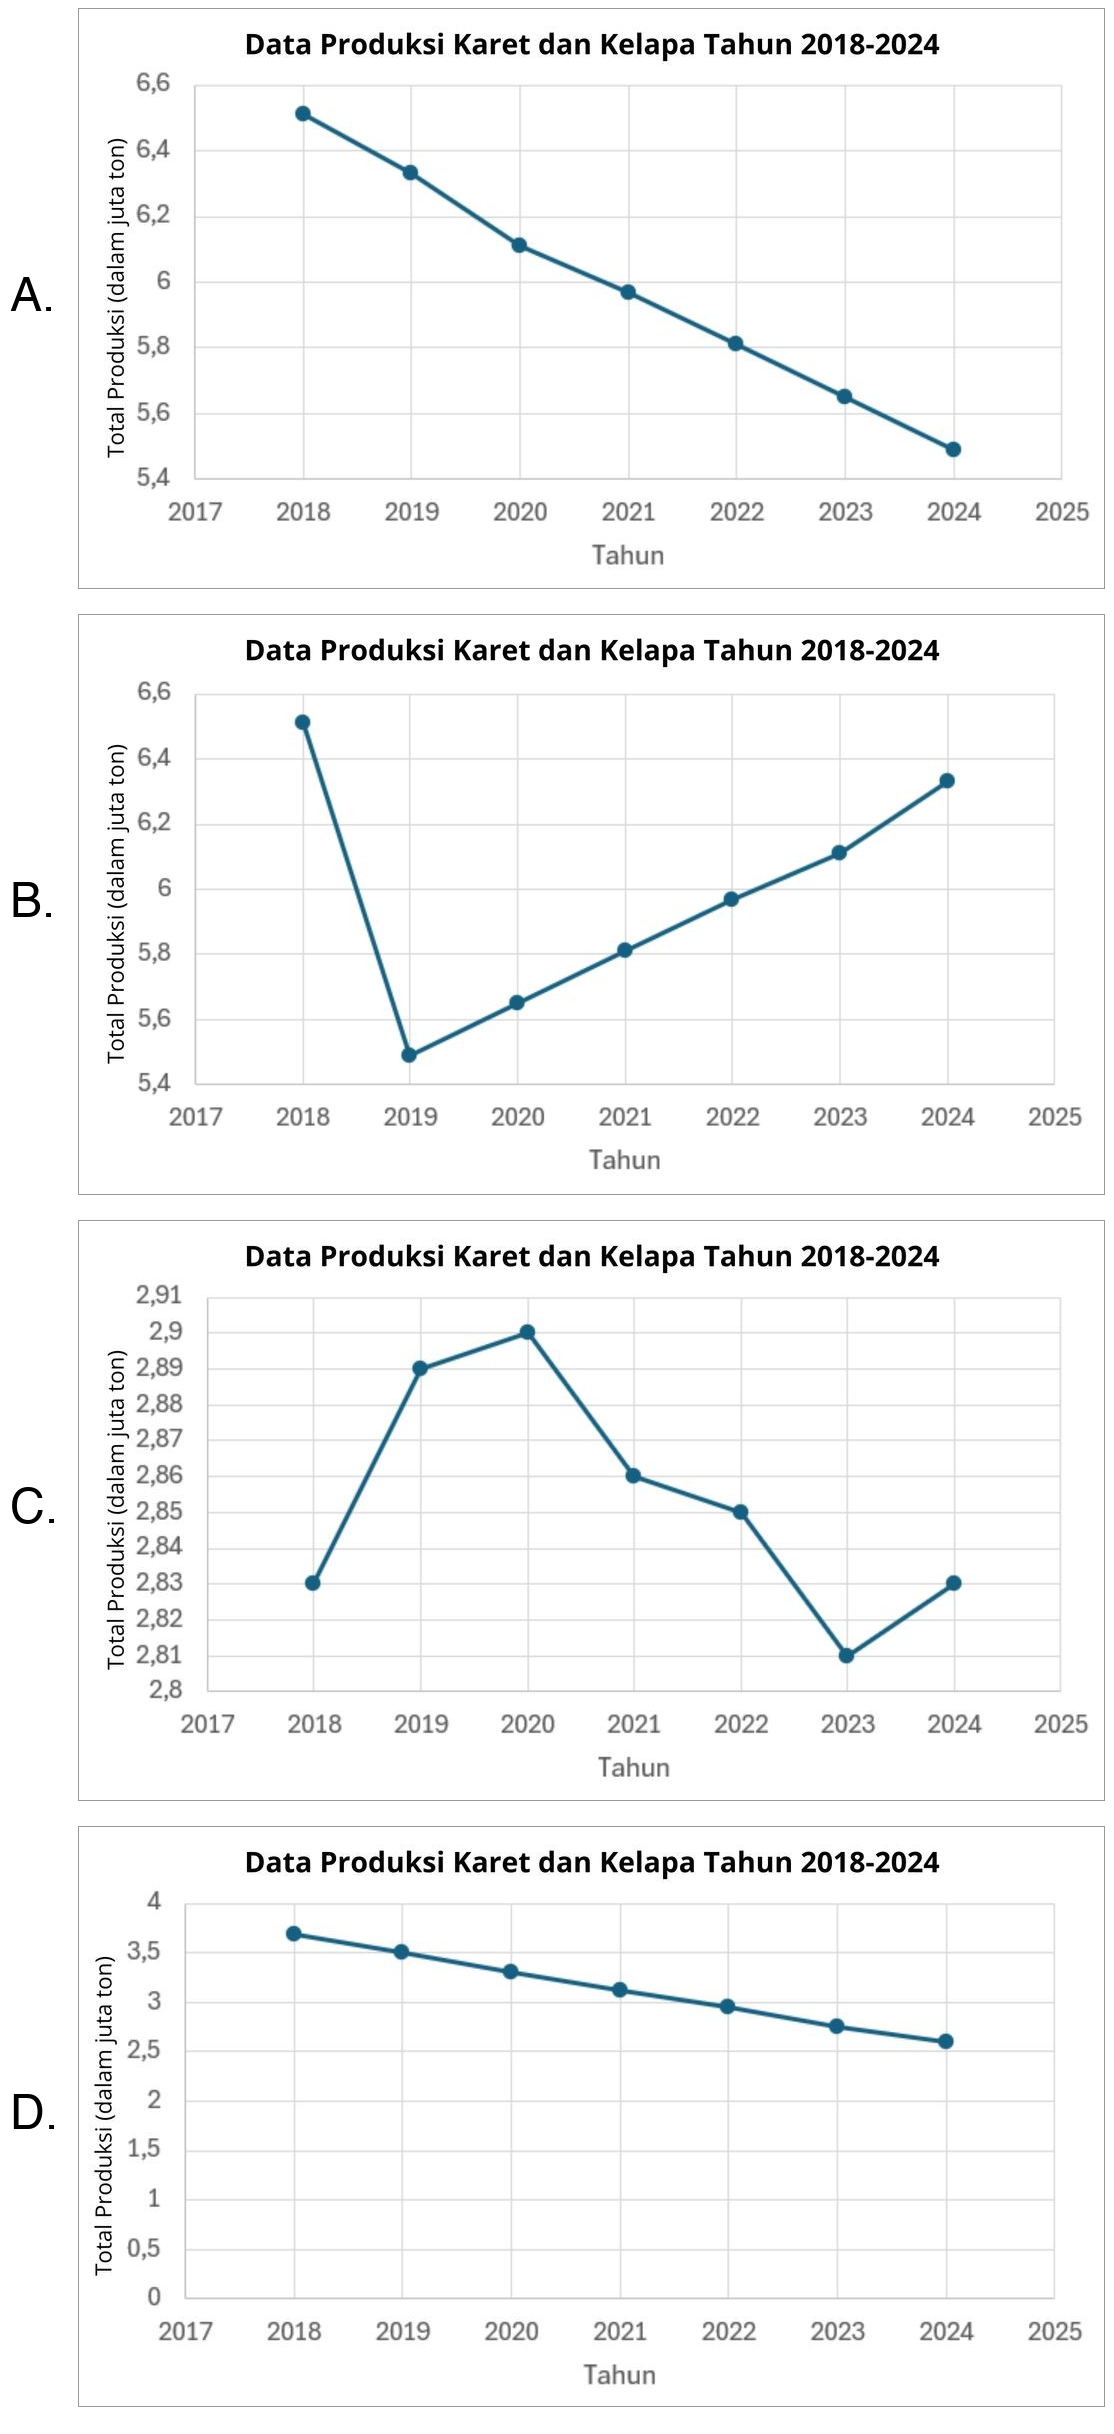 A.
Data Produksi Karet dan Kelapa Tahun 2018-2024
Total Produksi (dalam juta ton)
6,6
6,4
6,2
6
5,8
5,6
5,4
2017 2018 2019 2020 2021 2022 2023 2024 2025
Tahun
B.
Data Produksi Karet dan Kelapa Tahun 2018-2024
Total Produksi (dalam juta ton)
6,6
6,4
6,2
6
5,8
5,6
5,4
2017 2018 2019 2020 2021 2022 2023 2024 2025
Tahun
C.
Data Produksi Karet dan Kelapa Tahun 2018-2024
Total Produksi (dalam juta ton)
2,91
2,9
2,89
2,88
2,87
2,86
2,85
2,84
2,83
2,82
2,81
2,8
2017 2018 2019 2020 2021 2022 2023 2024 2025
Tahun
D.
Data Produksi Karet dan Kelapa Tahun 2018-2024
Total Produksi (dalam juta ton)
4
3,5
3
2,5
2
1,5
1
0,5
0
2017 2018 2019 2020 2021 2022 2023 2024 2025
Tahun